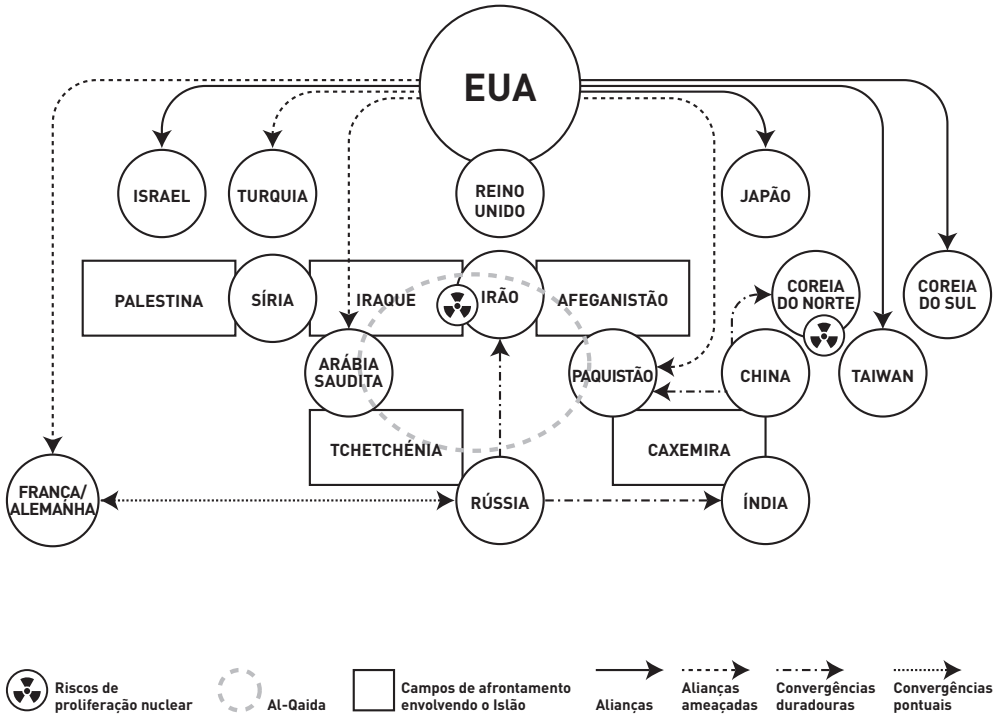 EUA
ISRAEL
TURQUIA
REINO
UNIDO
JAPÃO
PALESTINA
SÍRIA
IRAQUE
IRÃO
AFEGANISTÃO
COREIA
DO NORTE
COREIA
DO SUL
ARÁBIA
SAUDITA
PAQUISTÃO
CHINA
TAIWAN
TCHETCHÉNIA
CAXEMIRA
FRANÇA/
ALEMANHA
RÚSSIA
ÍNDIA
Riscos de
proliferação nuclear
Al-Qaida
Campos de afrontamento
envolvendo o Islão
Alianças
Alianças
ameaçadas
Convergências
duradouras
Convergências
pontuais